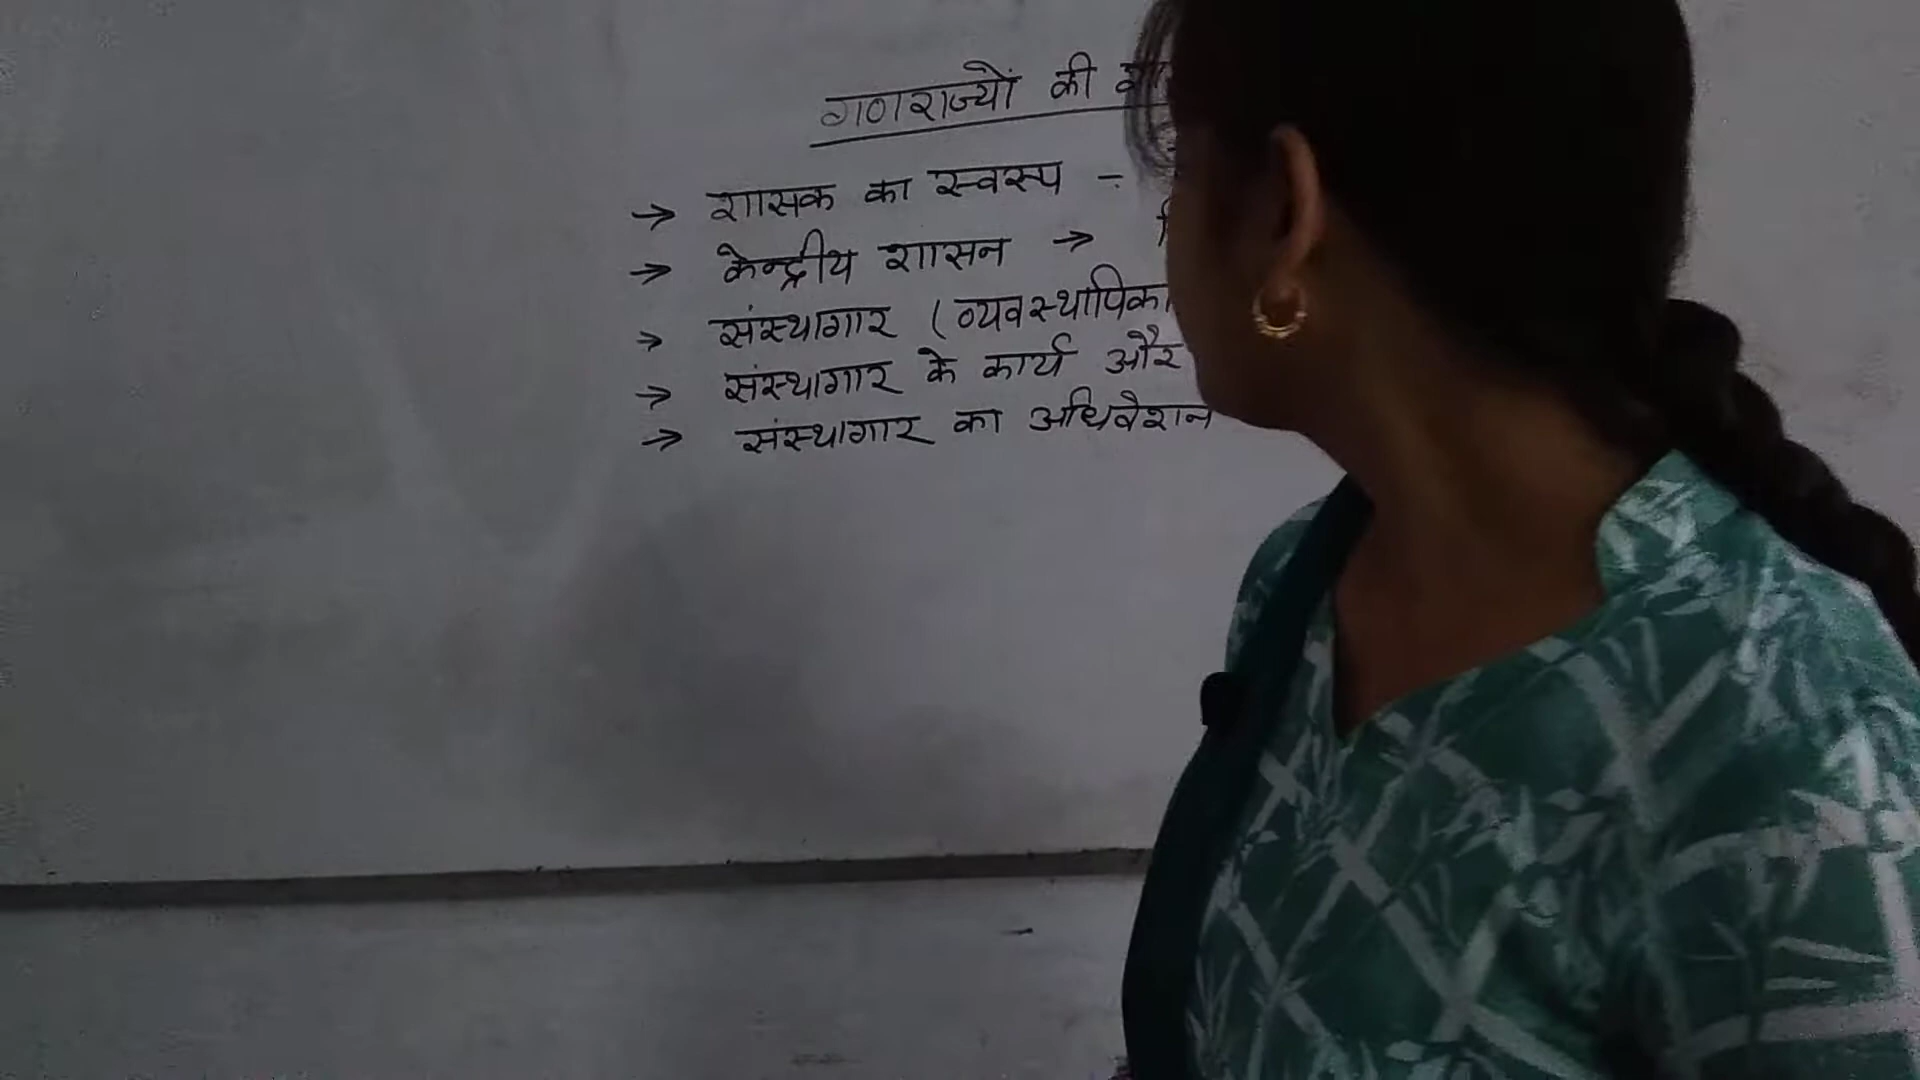 गणराज्यों की
→ शासक का स्वरूप -
→ केन्द्रीय शासन →
→ संस्थागार (व्यवस्थापिका
→ संस्थागार के कार्य और
→ संस्थागार का अधिवेशन